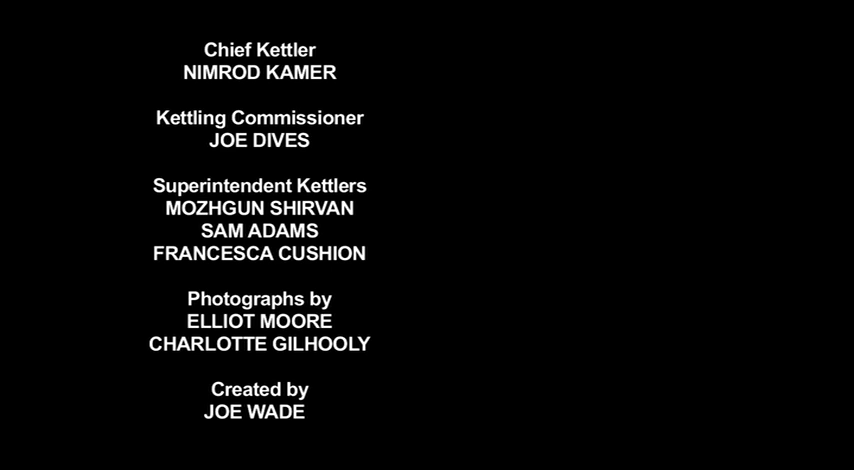 Chief Kettler
NIMROD KAMER
Kettling Commissioner
JOE DIVES
Superintendent Kettlers
MOZHGUN SHIRVAN
SAM ADAMS
FRANCESCA CUSHION
Photographs by
ELLIOT MOORE
CHARLOTTE GILHOOLY
Created by
JOE WADE